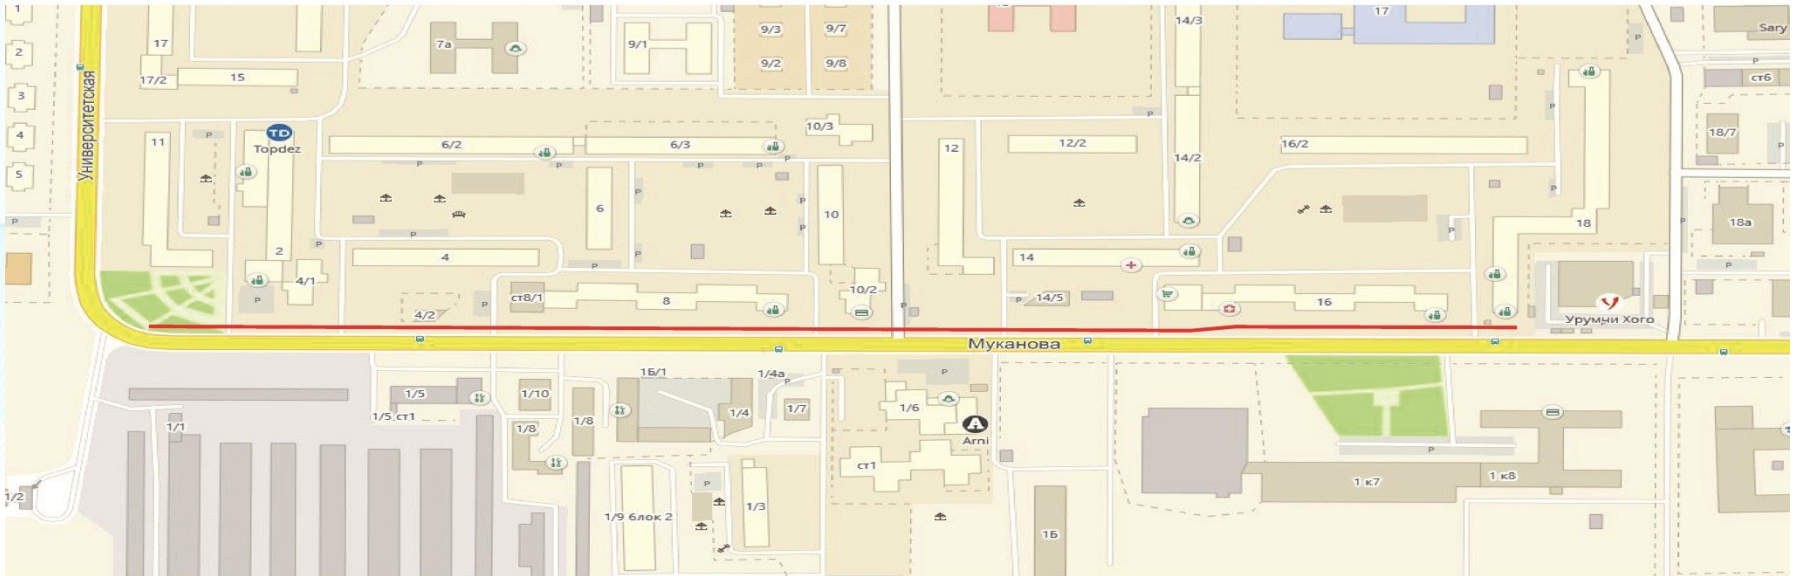 1
17
7а
9/1
9/3
9/7
14/3
17
P
Sary
2
17/2
15
9/2
9/8
P
ст6
3
Университетская
P
4
11
P
TD
Topdez
6/2
6/3
10/3
12
12/2
14/2
16/2
18/7
P
5
P
P
P
P
6
10
P
P
P
P
P
18
18а
2
P
P
4
P
14
P
4/1
P
4/2
P
ст8/1
8
10/2
P
P
14/5
16
P
Урумчи Хого
Муканова
1/5
1/5 ст1
1/10
1Б/1
1/4а
P
1/4
1/7
P
1/6
A
Arni
1/1
1/8
1/8
ст1
P
1 к7
1 к8
1/2
P
1/9 блок 2
1/3
1Б